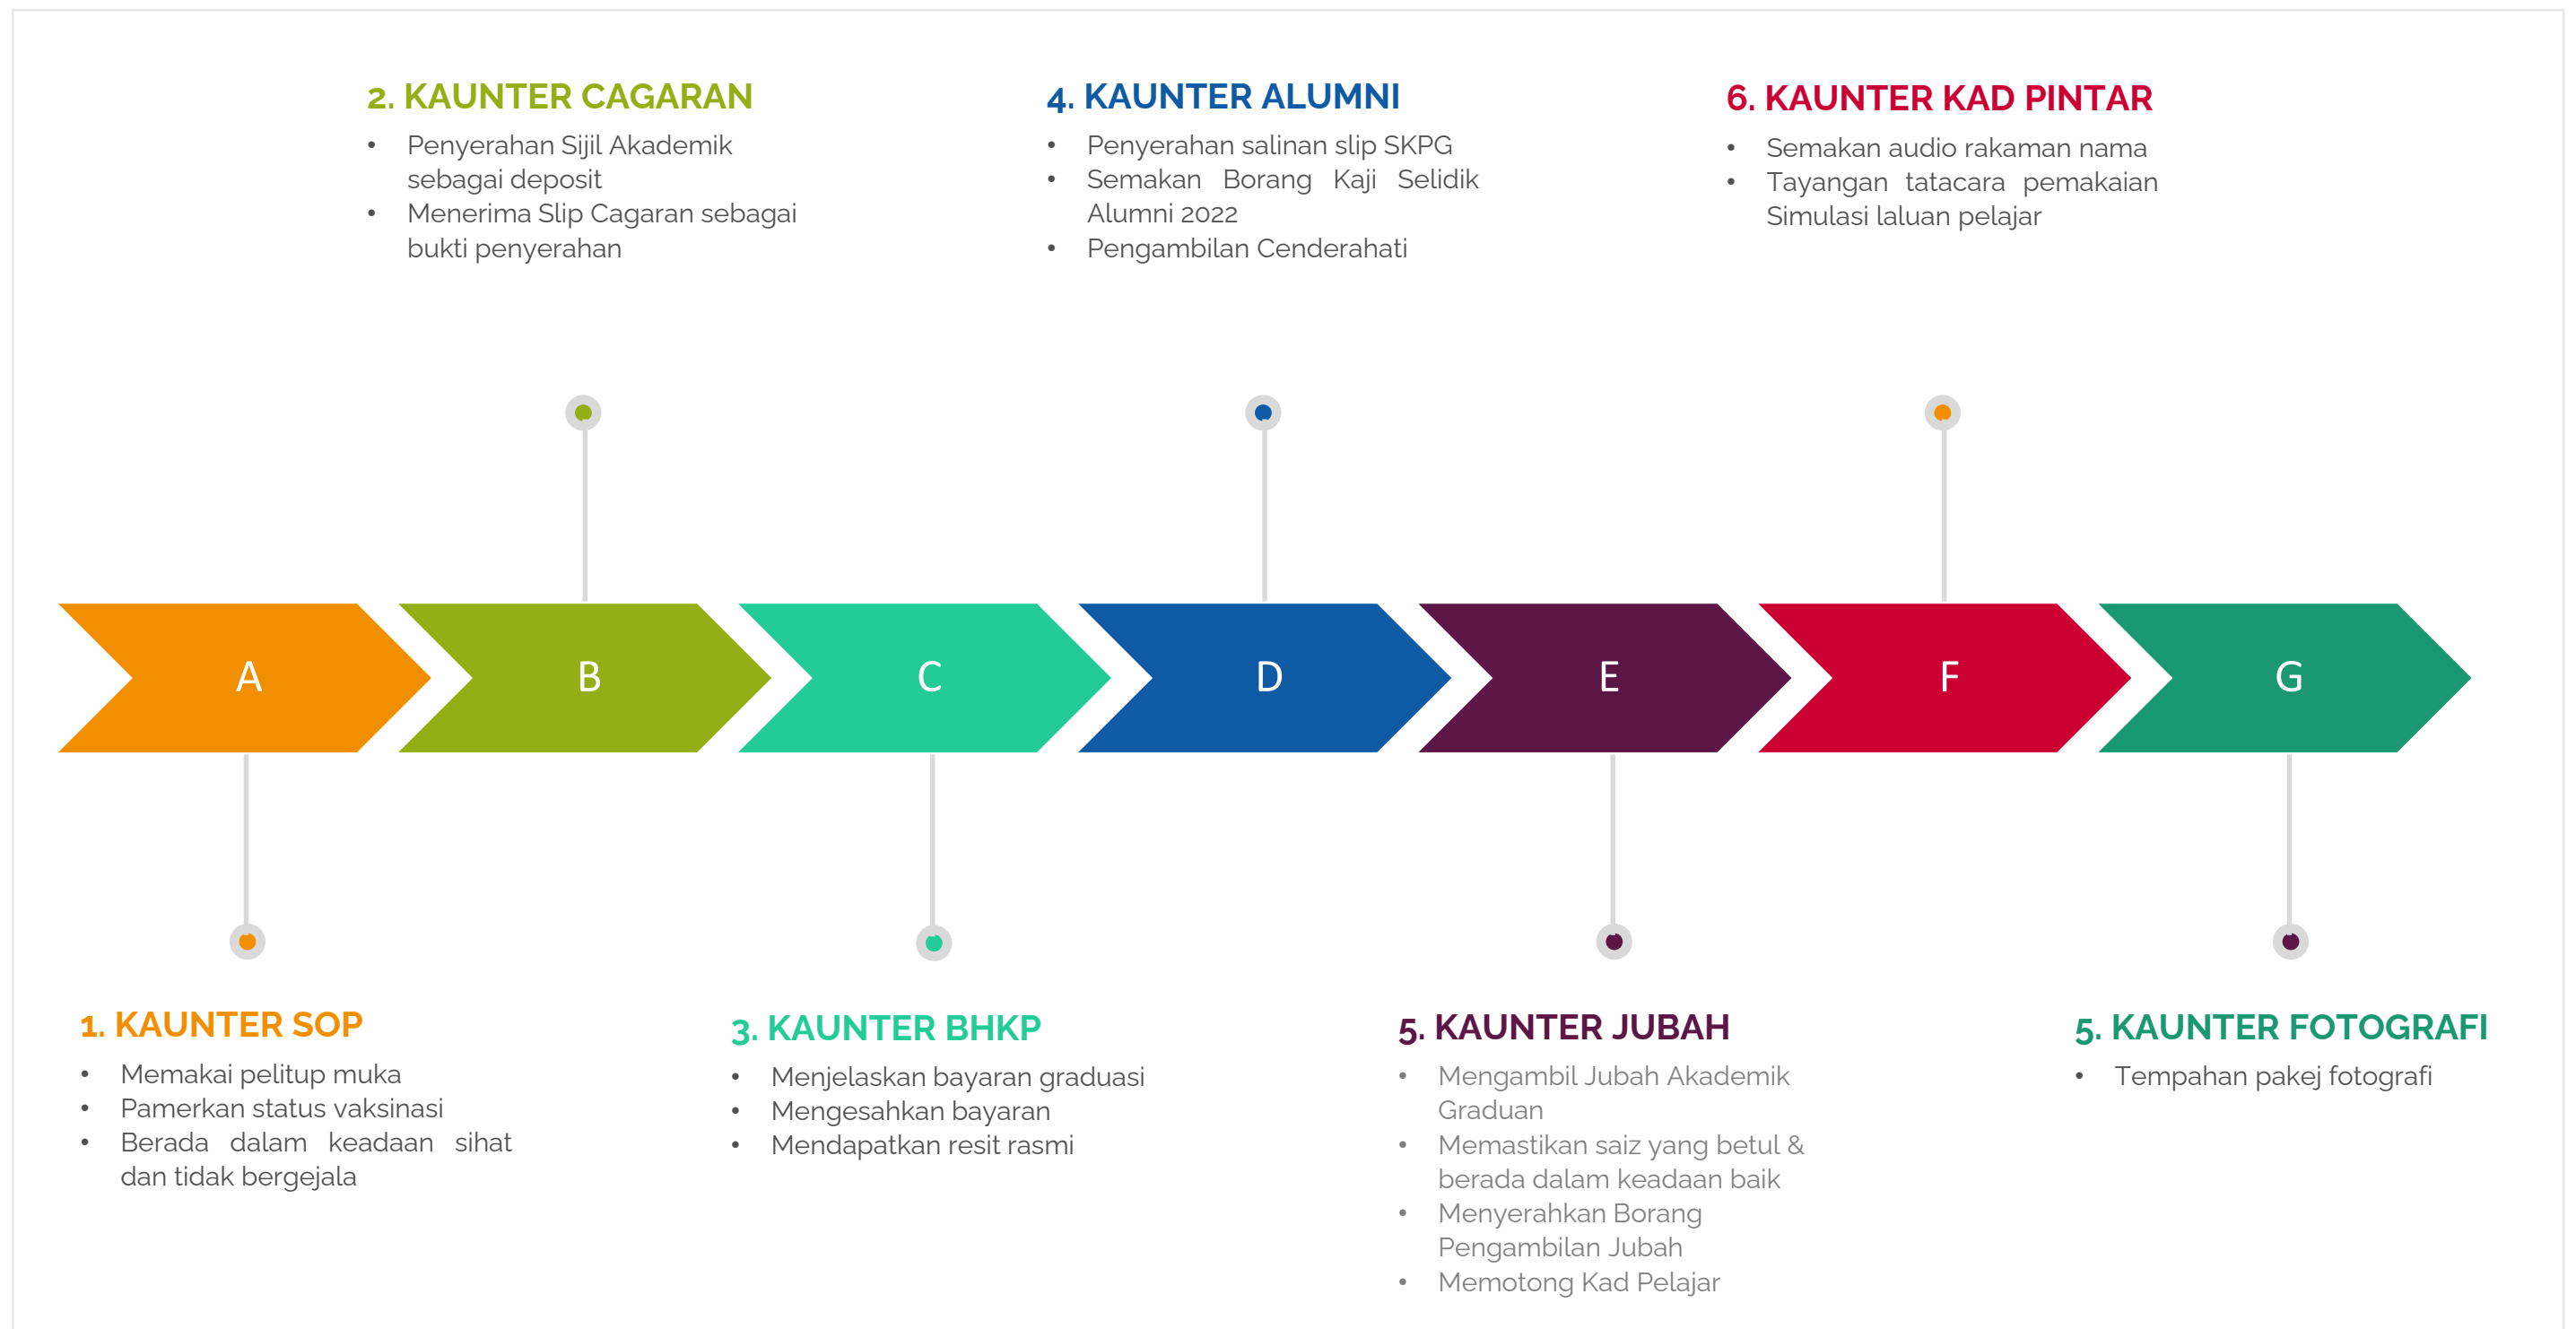 2. KAUNTER CAGARAN
• Penyerahan Sijil Akademik
sebagai deposit
• Menerima Slip Cagaran sebagai
bukti penyerahan
4. KAUNTER ALUMNI
• Penyerahan salinan slip SKPG
• Semakan Borang Kaji Selidik
Alumni 2022
• Pengambilan Cenderahati
6. KAUNTER KAD PINTAR
• Semakan audio rakaman nama
• Tayangan tatacara pemakaian
Simulasi laluan pelajar
A
B
C
D
E
F
G
1. KAUNTER SOP
• Memakai pelitup muka
• Pamerkan status vaksinasi
• Berada dalam keadaan sihat
dan tidak bergejala
3. KAUNTER BHKP
• Menjelaskan bayaran graduasi
• Mengesahkan bayaran
• Mendapatkan resit rasmi
5. KAUNTER JUBAH
• Mengambil Jubah Akademik
Graduan
• Memastikan saiz yang betul &
berada dalam keadaan baik
• Menyerahkan Borang
Pengambilan Jubah
• Memotong Kad Pelajar
5. KAUNTER FOTOGRAFI
• Tempahan pakej fotografi